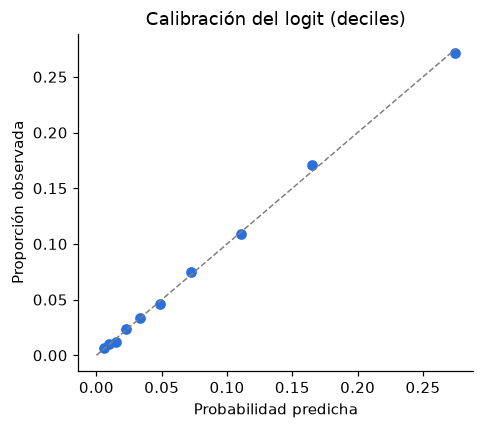 Calibración del logit (deciles)
Proporción observada
0.25
0.20
0.15
0.10
0.05
0.00
0.00 0.05 0.10 0.15 0.20 0.25
Probabilidad predicha